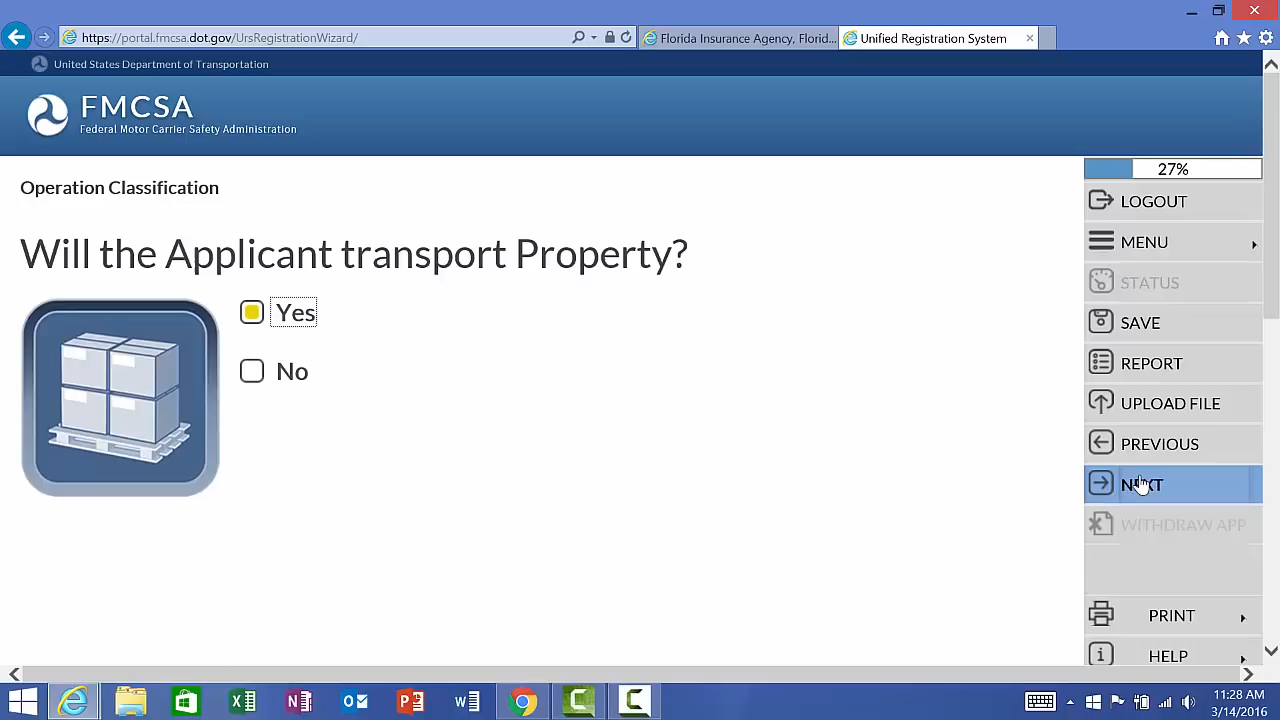 https://portal.fmcsa.dot.gov/UrsRegistrationWizard/
Florida Insurance Agency, Florid...
Unified Registration System
United States Department of Transportation
FMCSA
Federal Motor Carrier Safety Administration
27%
Operation Classification
LOGOUT
MENU
Will the Applicant transport Property?
STATUS
Yes
SAVE
REPORT
No
UPLOAD FILE
PREVIOUS
NEXT
WITHDRAW APP
PRINT
HELP
11:28 AM
3/14/2016